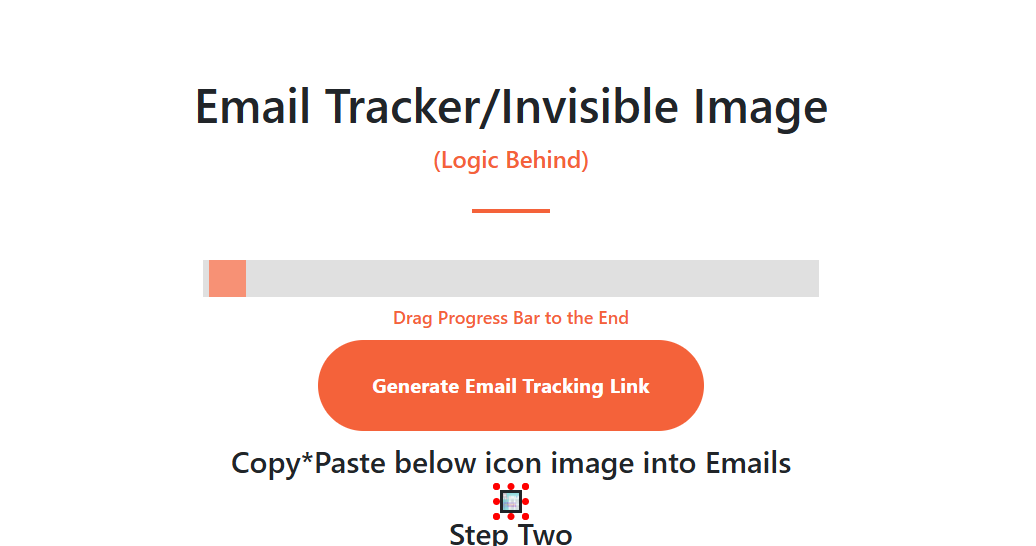 Email Tracker/Invisible Image
(Logic Behind)
Drag Progress Bar to the End
Generate Email Tracking Link
Copy*Paste below icon image into Emails
Step Two